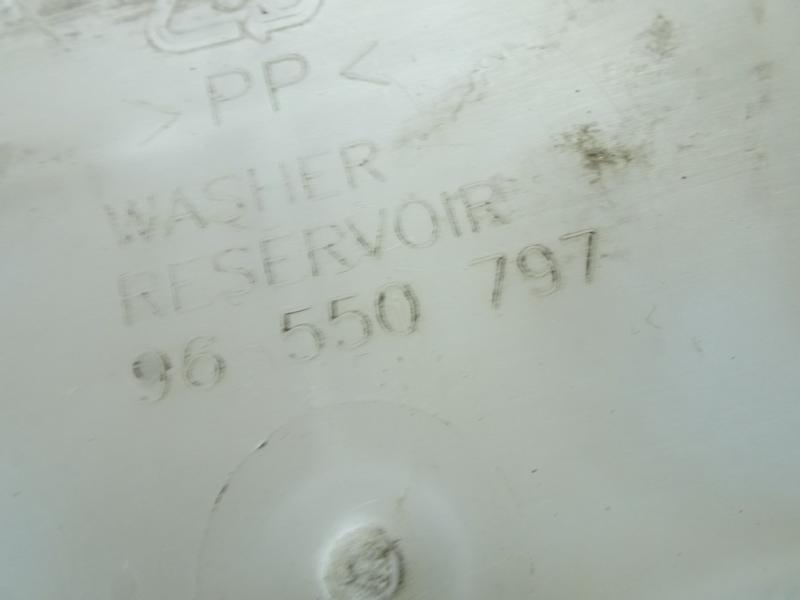 >PP<
WASHER
RESERVOIR
96 550 797